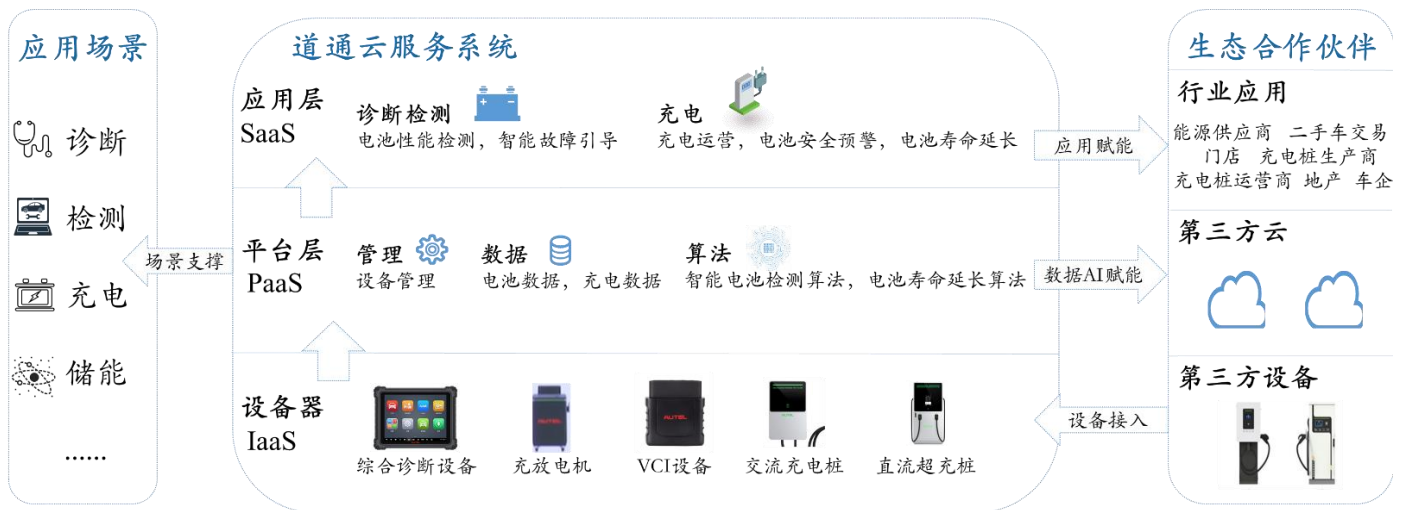 应用场景
诊断
检测
充电
储能
......
场景支撑
道通云服务系统
应用层
SaaS
诊断检测
电池性能检测，智能故障引导
充电
充电运营，电池安全预警，电池寿命延长
平台层
PaaS
管理
设备管理
数据
电池数据，充电数据
算法
智能电池检测算法，电池寿命延长算法
设备器
IaaS
AUTEL
AUTEL
综合诊断设备
充放电机
VCI设备
交流充电桩
直流超充桩
应用赋能
数据AI赋能
设备接入
生态合作伙伴
行业应用
能源供应商 二手车交易
门店 充电桩生产商
充电桩运营商 地产 车企
第三方云
第三方设备